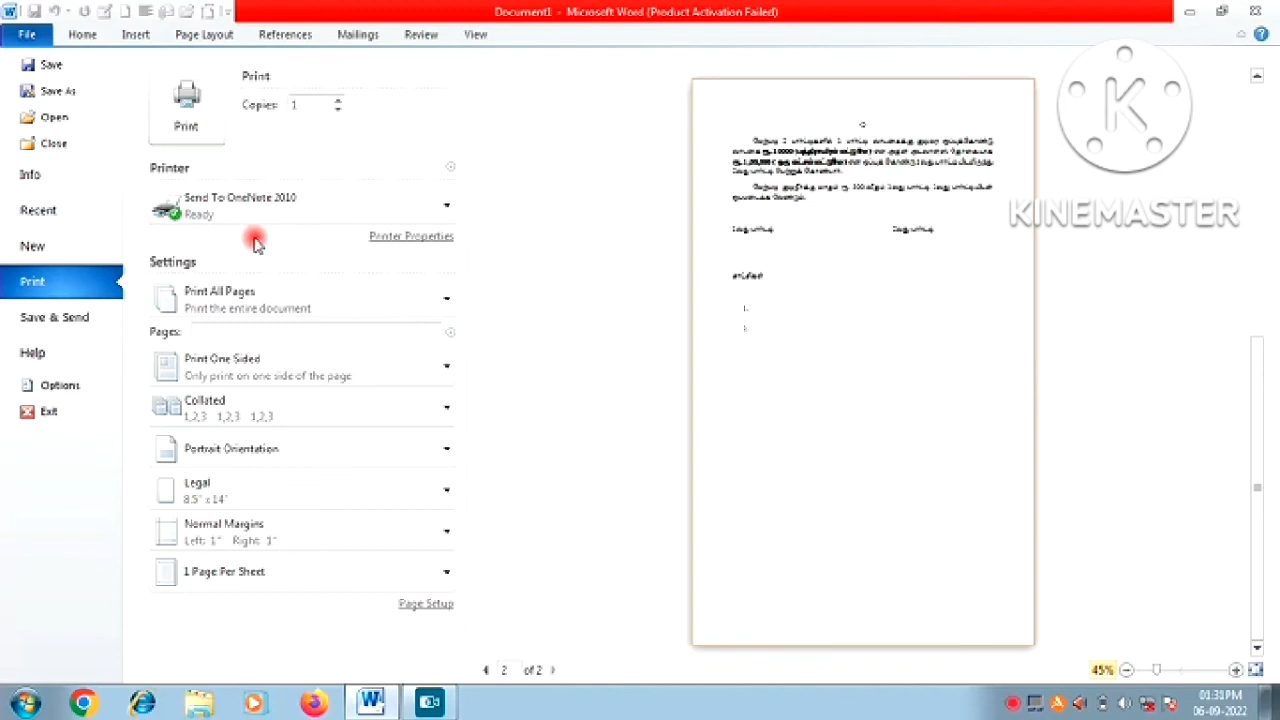 Document1 - Microsoft Word (Product Activation Failed)
File Home Insert Page Layout References Mailings Review View
Save
Save As
Open
Close
Info
Recent
New
Print
Save & Send
Help
Options
Exit
Print
Print
Copies: 1
Printer
Send To OneNote 2010
Ready
Printer Properties
Settings
Print All Pages
Print the entire document
Pages:
Print One Sided
Only print on one side of the page
Collated
1,2,3 1,2,3 1,2,3
Portrait Orientation
Legal
8.5" x 14"
Normal Margins
Left: 1" Right: 1"
1 Page Per Sheet
Page Setup
1.
2.
2 of 2
45%
K
KINEMASTER
01:31PM
06-09-2022